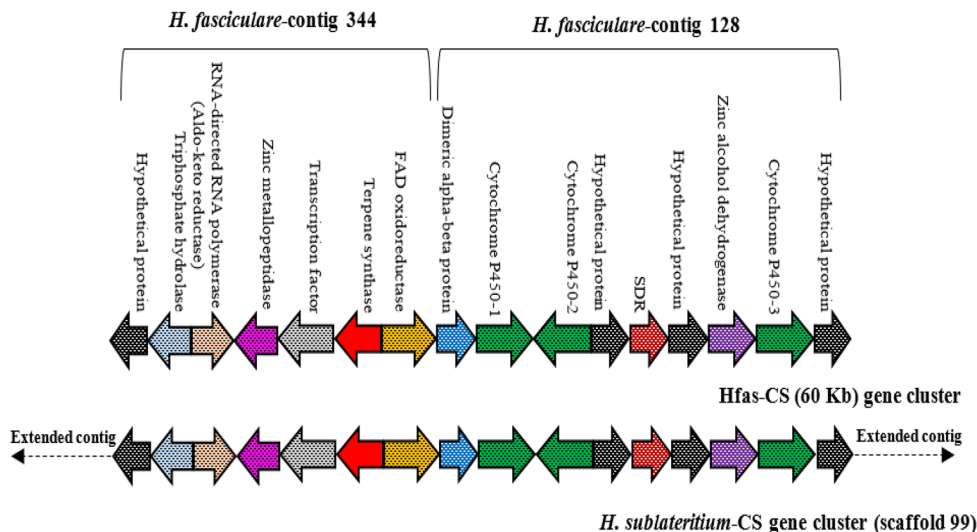 H. fasciculare-contig 344
H. fasciculare-contig 128
Hypothetical protein
Triphosphate hydrolase
(Aldo-keto reductase)
RNA-directed RNA polymerase
Zinc metallopeptidase
Transcription factor
Terpene synthase
FAD oxidoreductase
Dimeric alpha-beta protein
Cytochrome P450-1
Cytochrome P450-2
Hypothetical protein
SDR
Hypothetical protein
Zinc alcohol dehydrogenase
Cytochrome P450-3
Hypothetical protein
Hfas-CS (60 Kb) gene cluster
Extended contig
Extended contig
H. sublateritium-CS gene cluster (scaffold 99)